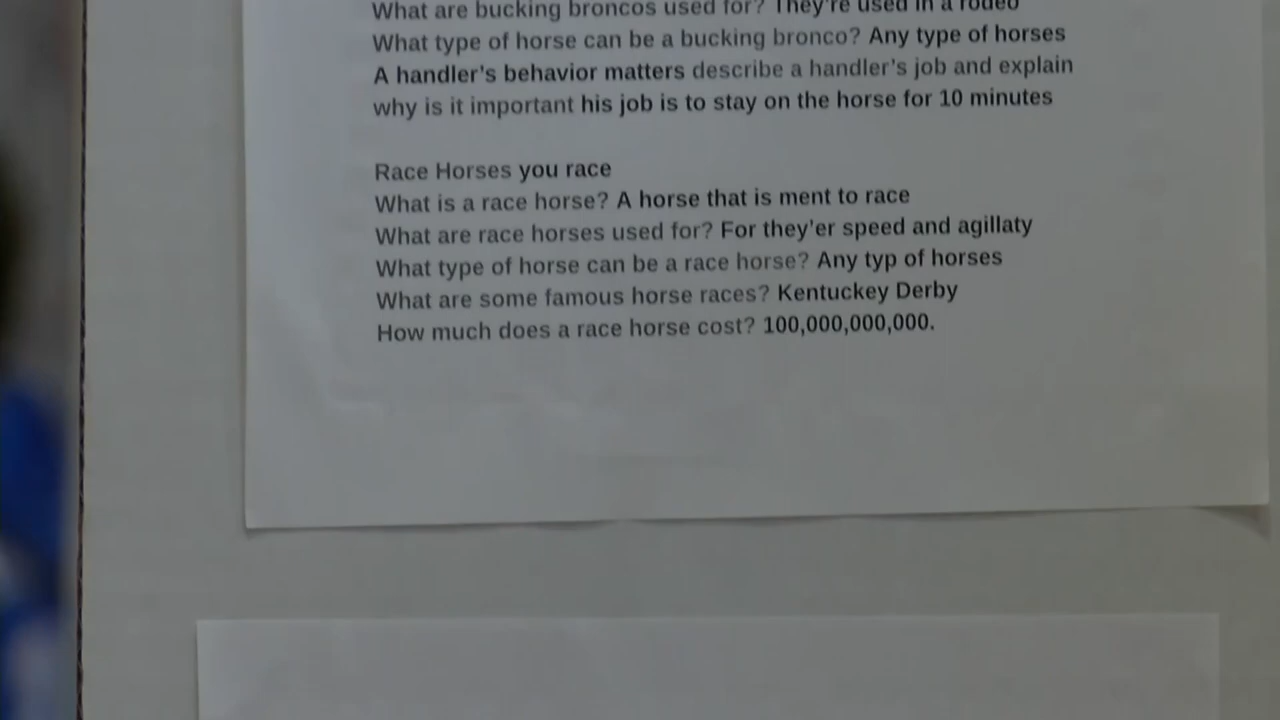 What are bucking broncos used for? They're used in a rodeo
What type of horse can be a bucking bronco? Any type of horses
A handler's behavior matters describe a handler's job and explain
why is it important his job is to stay on the horse for 10 minutes
Race Horses you race
What is a race horse? A horse that is ment to race
What are race horses used for? For they'er speed and agillaty
What type of horse can be a race horse? Any typ of horses
What are some famous horse races? Kentuckey Derby
How much does a race horse cost? 100,000,000,000.